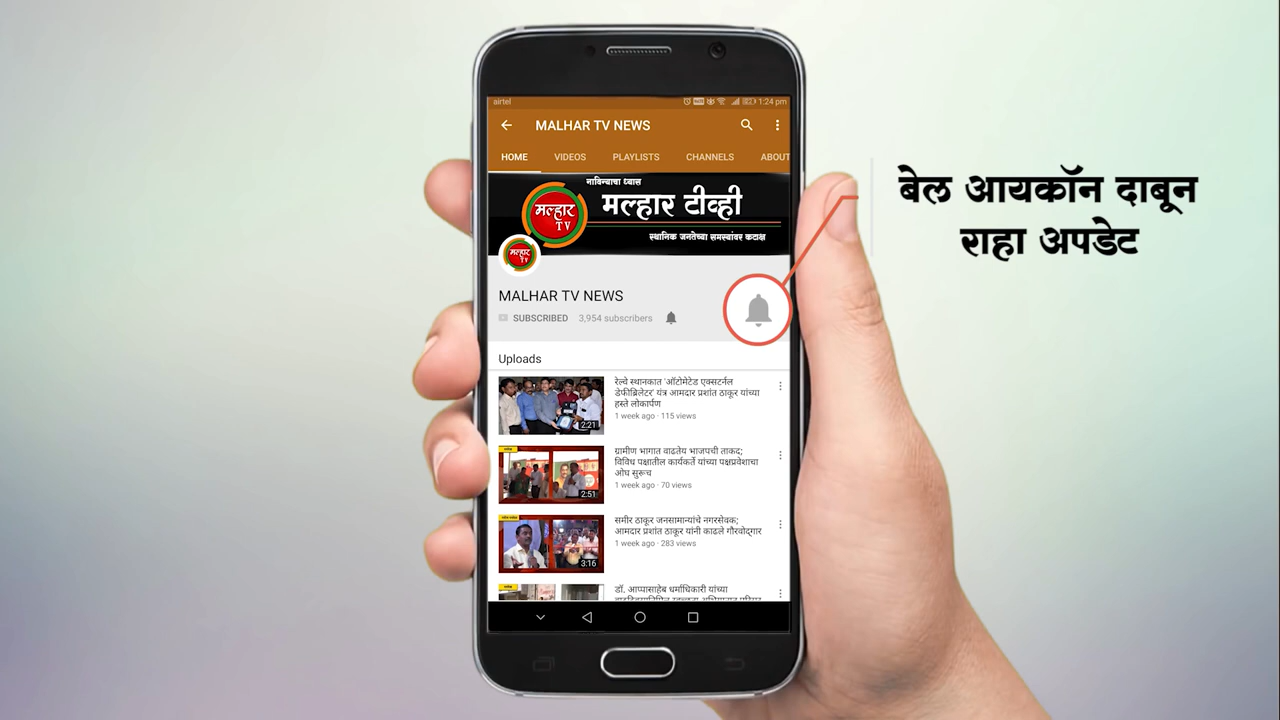 airtel
1:24 pm
MALHAR TV NEWS
HOME VIDEOS PLAYLISTS CHANNELS ABOUT
नाविन्याचा ध्यास
मल्हार टीव्ही
स्थानिक जनतेच्या समस्यांवर कटाक्ष
मल्हार
TV
मल्हार
TV
बेल आयकॉन दाबून
राहा अपडेट
MALHAR TV NEWS
SUBSCRIBED 3,954 subscribers
Uploads
रेल्वे स्थानकात 'ऑटोमेटेड एक्सटर्नल
डेफीब्रिलेटर' यंत्र आमदार प्रशांत ठाकूर यांच्या
हस्ते लोकार्पण
1 week ago · 115 views
2:21
ग्रामीण भागात वाढतेय भाजपची ताकद;
विविध पक्षातील कार्यकर्ते यांच्या पक्षप्रवेशाचा
ओघ सुरूच
1 week ago · 70 views
2:51
समीर ठाकूर जनसामान्यांचे नगरसेवक;
आमदार प्रशांत ठाकूर यांनी काढले गौरवोद्गार
1 week ago · 283 views
3:16
डॉ. आप्पासाहेब धर्माधिकारी यांच्या